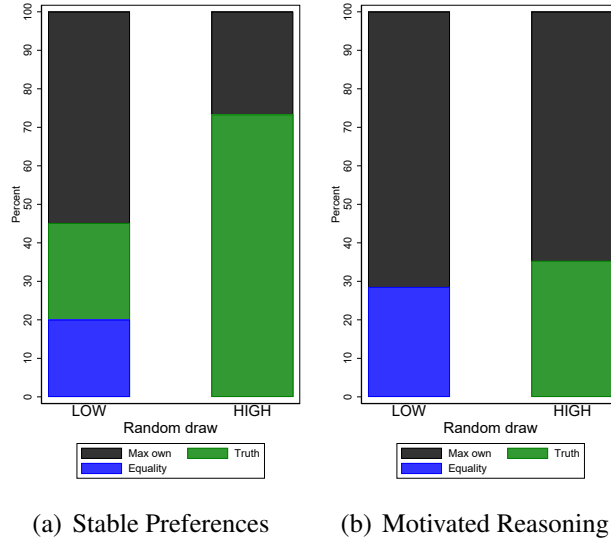 100
90
80
70
60
50
40
30
20
10
0
Percent
LOW HIGH
Random draw
Max own Truth
Equality
(a) Stable Preferences
100
90
80
70
60
50
40
30
20
10
0
Percent
LOW HIGH
Random draw
Max own Truth
Equality
(b) Motivated Reasoning